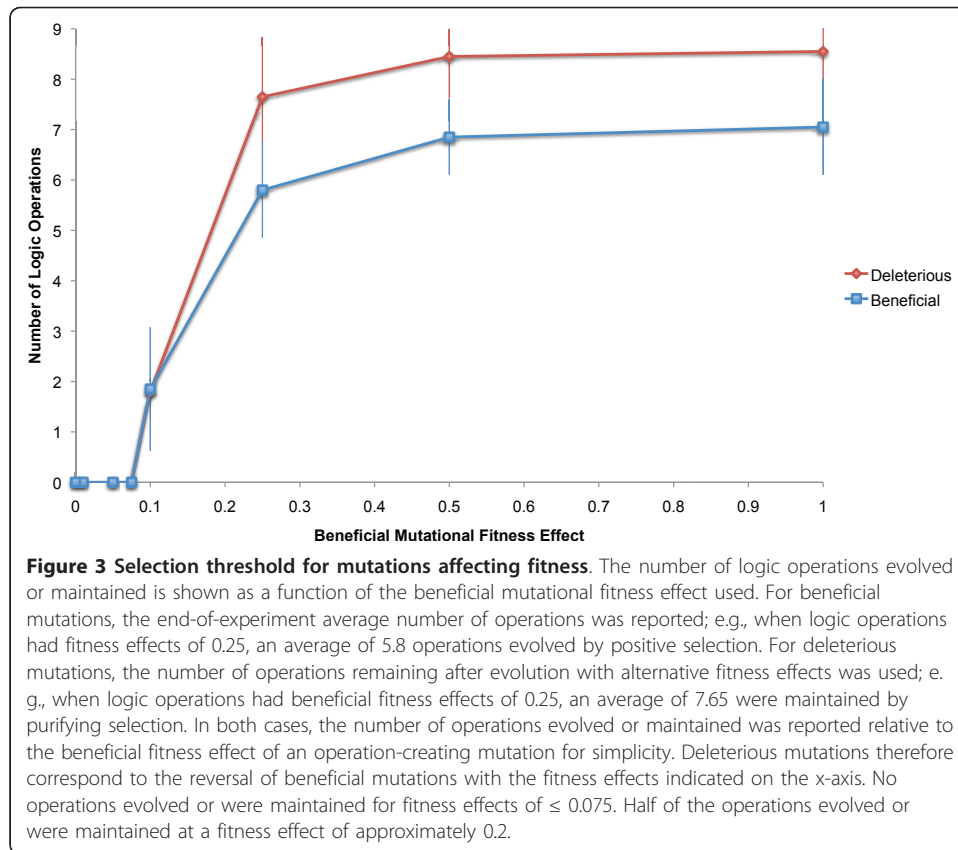 9
8
7
6
5
4
3
2
1
0
Number of Logic Operations
0 0.1 0.2 0.3 0.4 0.5 0.6 0.7 0.8 0.9 1
Beneficial Mutational Fitness Effect
Deleterious
Beneficial
Figure 3 Selection threshold for mutations affecting fitness. The number of logic operations evolved
or maintained is shown as a function of the beneficial mutational fitness effect used. For beneficial
mutations, the end-of-experiment average number of operations was reported; e.g., when logic operations
had fitness effects of 0.25, an average of 5.8 operations evolved by positive selection. For deleterious
mutations, the number of operations remaining after evolution with alternative fitness effects was used; e.
g., when logic operations had beneficial fitness effects of 0.25, an average of 7.65 were maintained by
purifying selection. In both cases, the number of operations evolved or maintained was reported relative to
the beneficial fitness effect of an operation-creating mutation for simplicity. Deleterious mutations therefore
correspond to the reversal of beneficial mutations with the fitness effects indicated on the x-axis. No
operations evolved or were maintained for fitness effects of ≤ 0.075. Half of the operations evolved or
were maintained at a fitness effect of approximately 0.2.